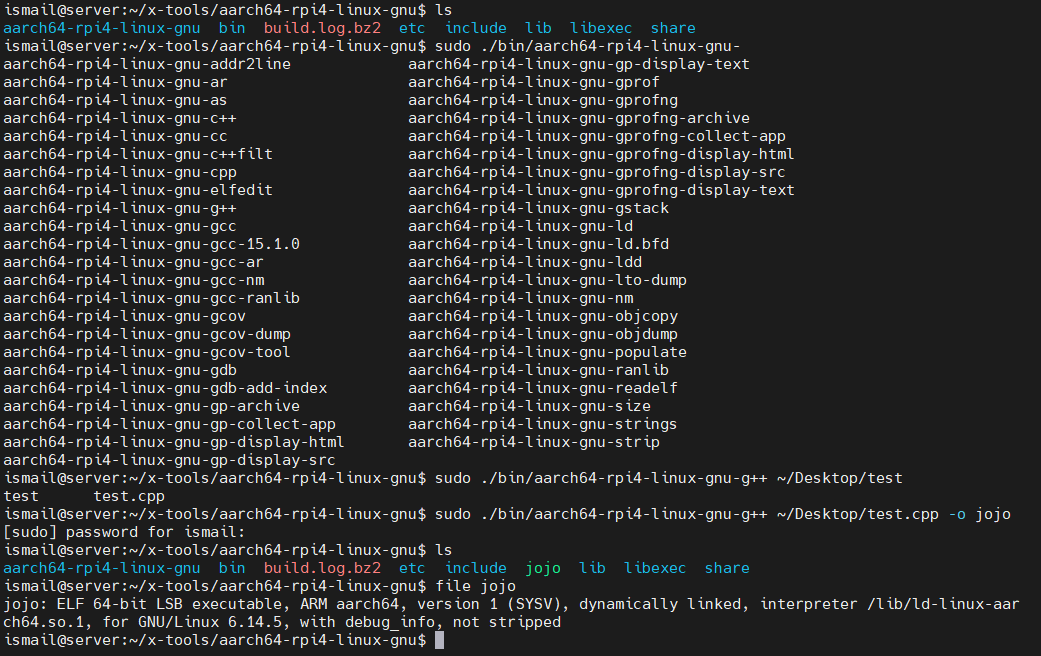 ismail@server:~/x-tools/aarch64-rpi4-linux-gnu$ ls
aarch64-rpi4-linux-gnu  bin  build.log.bz2  etc  include  lib  libexec  share
ismail@server:~/x-tools/aarch64-rpi4-linux-gnu$ sudo ./bin/aarch64-rpi4-linux-gnu-
aarch64-rpi4-linux-gnu-addr2line             aarch64-rpi4-linux-gnu-gp-display-text
aarch64-rpi4-linux-gnu-ar                    aarch64-rpi4-linux-gnu-gprof
aarch64-rpi4-linux-gnu-as                    aarch64-rpi4-linux-gnu-gprofng
aarch64-rpi4-linux-gnu-c++                   aarch64-rpi4-linux-gnu-gprofng-archive
aarch64-rpi4-linux-gnu-cc                    aarch64-rpi4-linux-gnu-gprofng-collect-app
aarch64-rpi4-linux-gnu-c++filt               aarch64-rpi4-linux-gnu-gprofng-display-html
aarch64-rpi4-linux-gnu-cpp                   aarch64-rpi4-linux-gnu-gprofng-display-src
aarch64-rpi4-linux-gnu-elfedit               aarch64-rpi4-linux-gnu-gprofng-display-text
aarch64-rpi4-linux-gnu-g++                   aarch64-rpi4-linux-gnu-gstack
aarch64-rpi4-linux-gnu-gcc                   aarch64-rpi4-linux-gnu-ld
aarch64-rpi4-linux-gnu-gcc-15.1.0            aarch64-rpi4-linux-gnu-ld.bfd
aarch64-rpi4-linux-gnu-gcc-ar                aarch64-rpi4-linux-gnu-ldd
aarch64-rpi4-linux-gnu-gcc-nm                aarch64-rpi4-linux-gnu-lto-dump
aarch64-rpi4-linux-gnu-gcc-ranlib            aarch64-rpi4-linux-gnu-nm
aarch64-rpi4-linux-gnu-gcov                  aarch64-rpi4-linux-gnu-objcopy
aarch64-rpi4-linux-gnu-gcov-dump             aarch64-rpi4-linux-gnu-objdump
aarch64-rpi4-linux-gnu-gcov-tool             aarch64-rpi4-linux-gnu-populate
aarch64-rpi4-linux-gnu-gdb                   aarch64-rpi4-linux-gnu-ranlib
aarch64-rpi4-linux-gnu-gdb-add-index         aarch64-rpi4-linux-gnu-readelf
aarch64-rpi4-linux-gnu-gp-archive            aarch64-rpi4-linux-gnu-size
aarch64-rpi4-linux-gnu-gp-collect-app        aarch64-rpi4-linux-gnu-strings
aarch64-rpi4-linux-gnu-gp-display-html       aarch64-rpi4-linux-gnu-strip
aarch64-rpi4-linux-gnu-gp-display-src
ismail@server:~/x-tools/aarch64-rpi4-linux-gnu$ sudo ./bin/aarch64-rpi4-linux-gnu-g++ ~/Desktop/test
test      test.cpp
ismail@server:~/x-tools/aarch64-rpi4-linux-gnu$ sudo ./bin/aarch64-rpi4-linux-gnu-g++ ~/Desktop/test.cpp -o jojo
[sudo] password for ismail:
ismail@server:~/x-tools/aarch64-rpi4-linux-gnu$ ls
aarch64-rpi4-linux-gnu  bin  build.log.bz2  etc  include  jojo  lib  libexec  share
ismail@server:~/x-tools/aarch64-rpi4-linux-gnu$ file jojo
jojo: ELF 64-bit LSB executable, ARM aarch64, version 1 (SYSV), dynamically linked, interpreter /lib/ld-linux-aar
ch64.so.1, for GNU/Linux 6.14.5, with debug_info, not stripped
ismail@server:~/x-tools/aarch64-rpi4-linux-gnu$